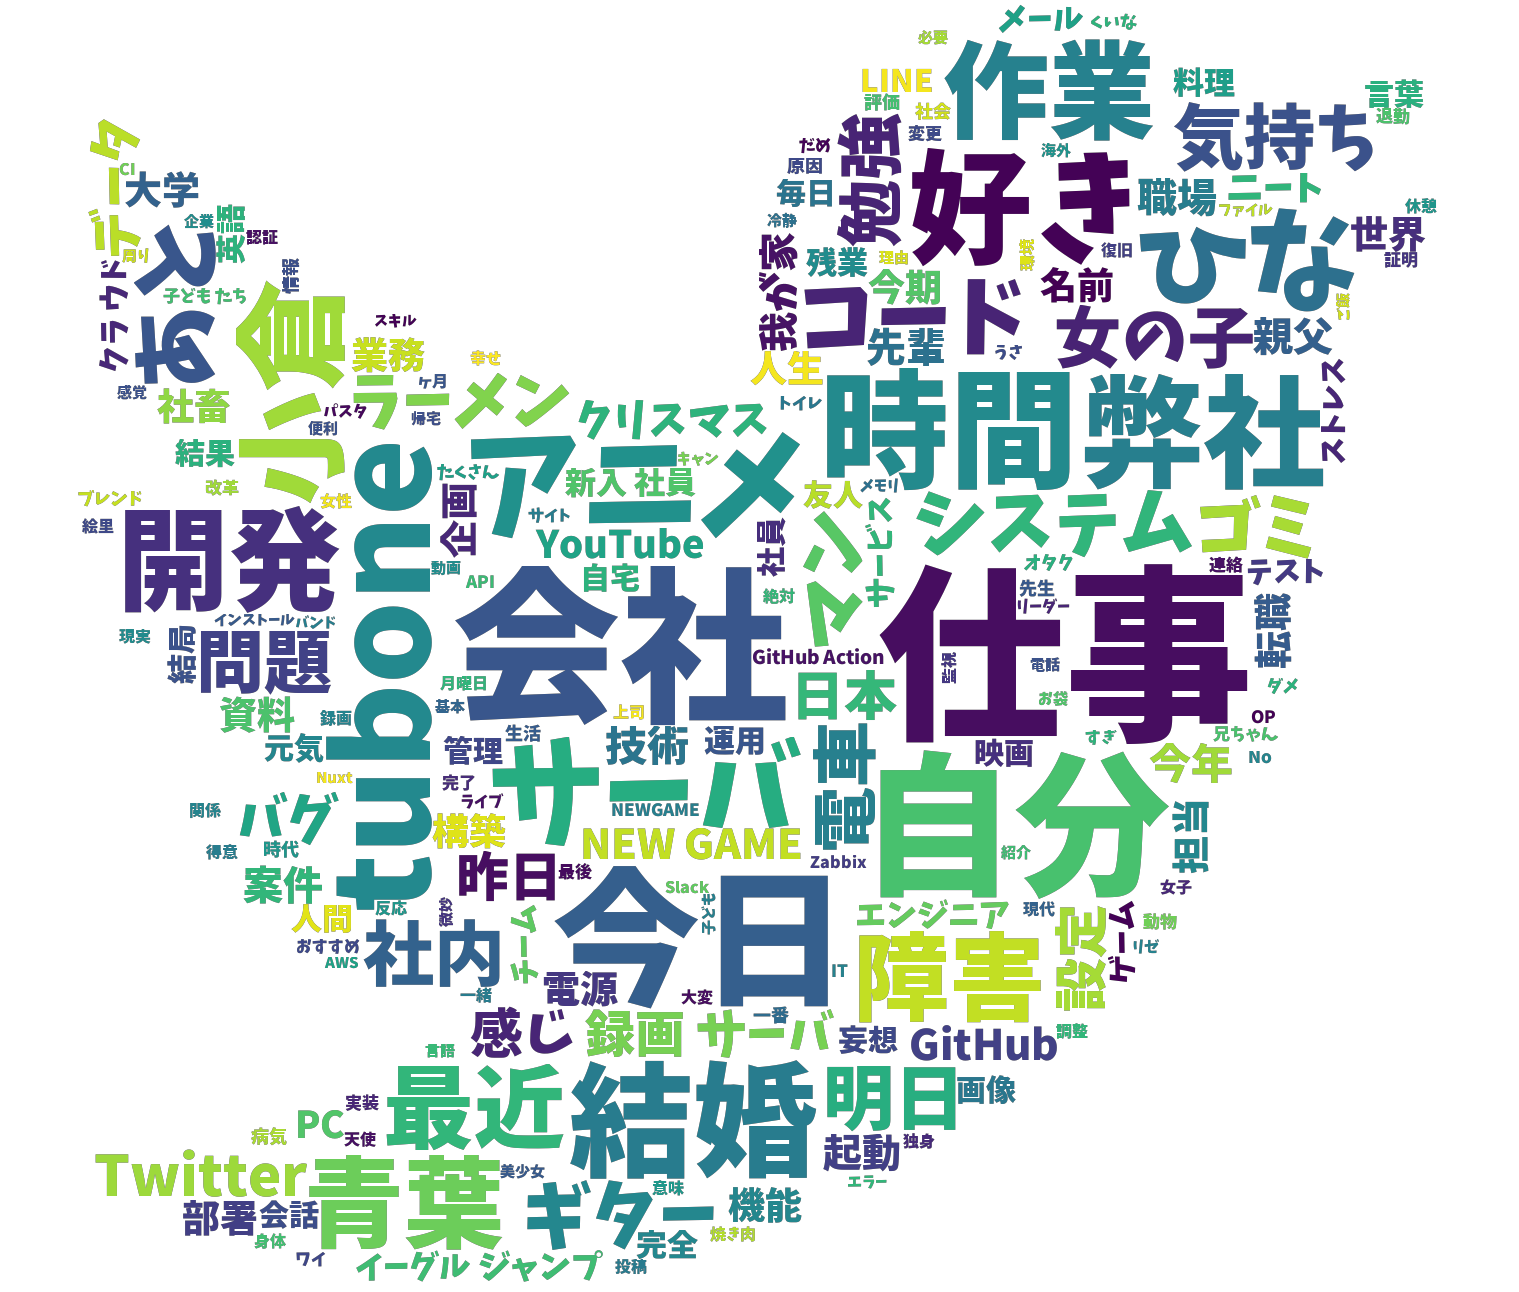 メール
くいな
必要
作業
LINE
料理
言葉
評価
社会
退勤
気持ち
勉強
変更
だめ
海外
原因
好き
データ
CI
大学
毎日
職場
ニート
企業
英語
冷静
ファイル
休憩
世界
あと
認証
周り
我が家
残業
理由
環境
復旧
ひな
証明
クラウド
情報
子どもたち
今期
名前
コード
小倉
スキル
先輩
うさ
女の子
親父
業務
幸せ
人生
感覚
ヶ月
ラーメン
社畜
パスタ
帰宅
トイレ
時間
弊社
ストレス
便利
クリスマス
結果
アニメ
たくさん
キャン
改革
新入社員
メモリ
ブレンド
女性
企画
友人
システム
ゴミ
絵里
開発
サイト
YouTube
社員
サービス
tubone
動画
API
自宅
オタク
連絡
テスト
会社
絶対
マン
仕事
先生
リーダー
転職
インストール
バンド
現実
結局
問題
GitHub Action
監視
電話
月曜日
日本
ダメ
資料
録画
基本
上司
お袋
OP
元気
生活
技術
運用
電車
すぎ
兄ちゃん
管理
映画
今年
No
Nuxt
完了
サーバ
自分
ライブ
関係
バグ
NEWGAME
構築
NEW GAME
担当
得意
時代
Zabbix
紹介
昨日
最後
案件
Slack
女子
今日
子ども
反応
微妙
人間
チーム
エンジニア
現代
設定
ゲーム
動物
おすすめ
社内
リゼ
AWS
障害
IT
電源
一緒
大変
感じ
録画
サーバ
一番
妄想
GitHub
調整
言語
最近
結婚
明日
画像
実装
PC
病気
天使
起動
独身
Twitter
青葉
美少女
エラー
意味
部署
会話
ギター
機能
身体
完全
焼き肉
ワイ
イーグルジャンプ
投稿